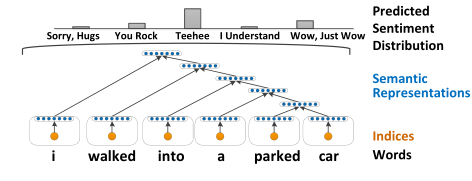 Predicted
Sentiment
Distribution
Sorry, Hugs You Rock Teehee I Understand Wow, Just Wow
Semantic
Representations
Indices
i walked into a parked car Words